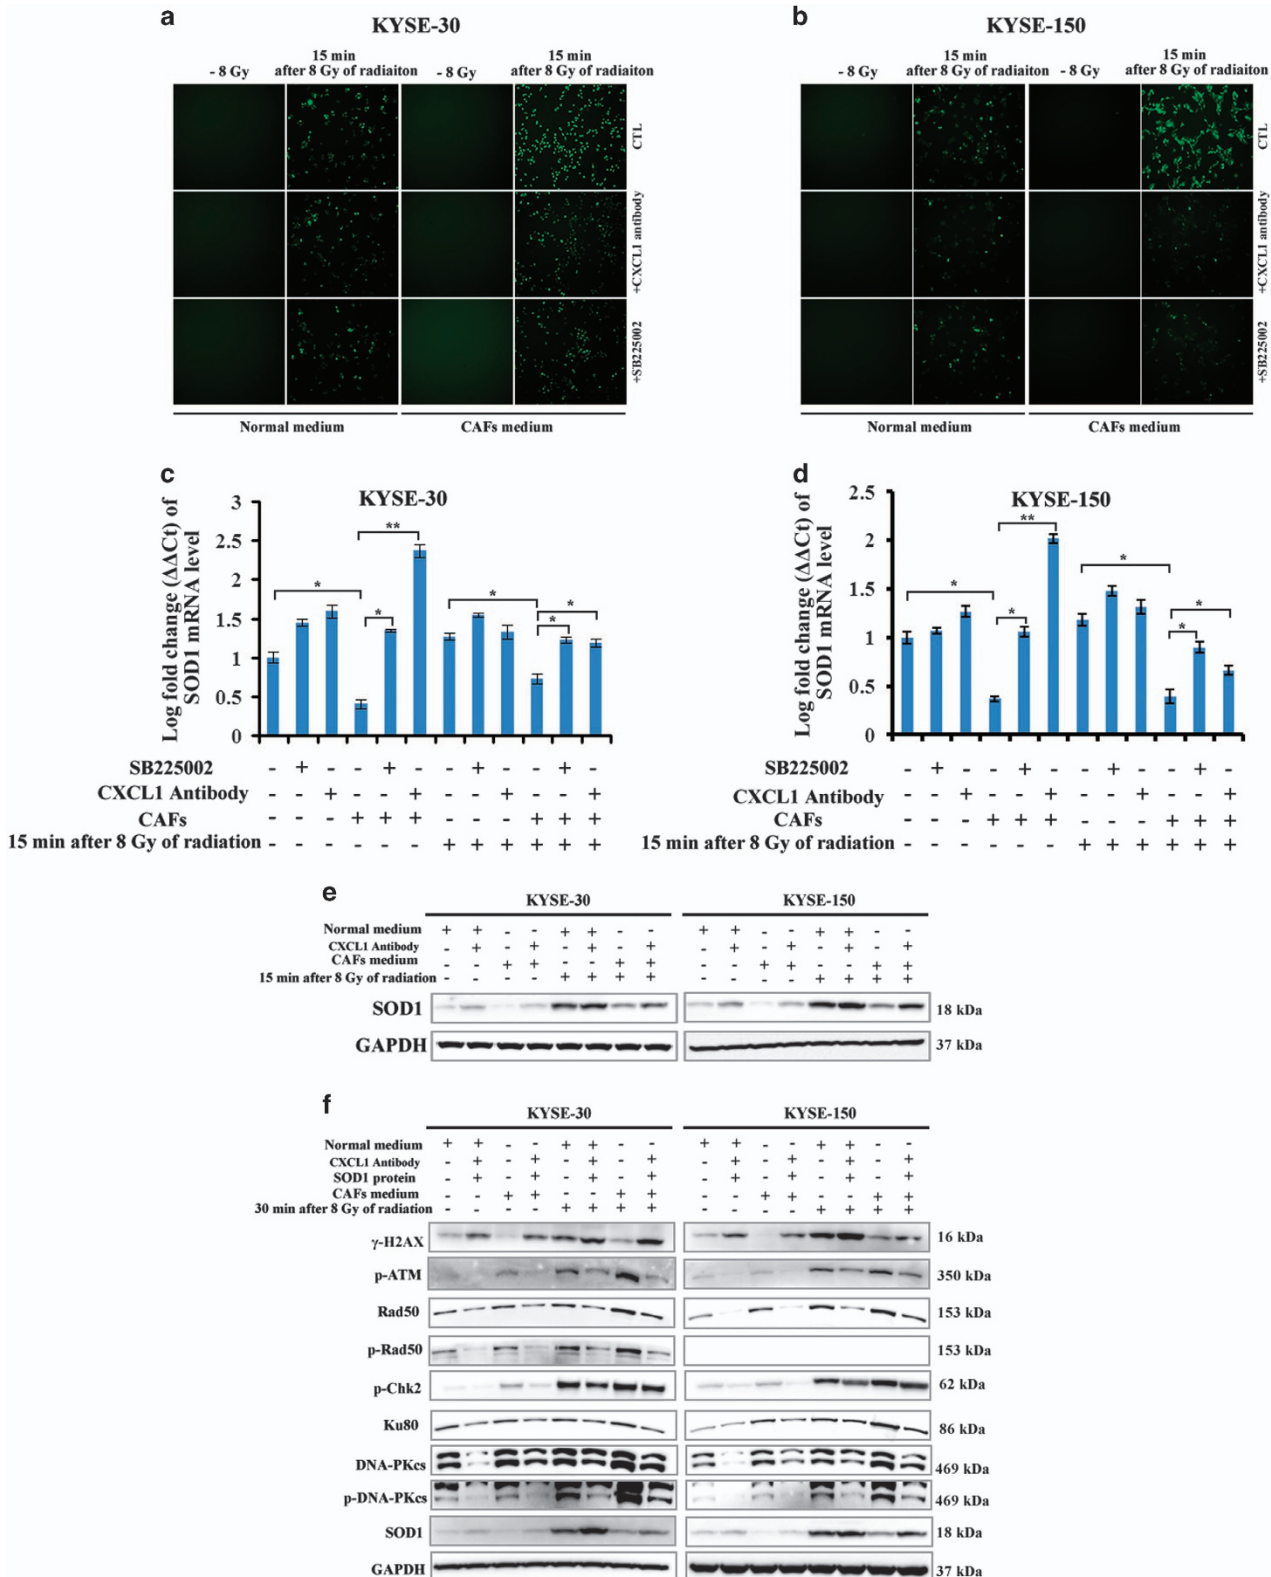 a
KYSE-30
- 8 Gy
15 min
after 8 Gy of radiaiton
- 8 Gy
15 min
after 8 Gy of radiaiton
CTL
+CXCL1 antibody
+SB225002
Normal medium
CAFs medium
b
KYSE-150
- 8 Gy
15 min
after 8 Gy of radiaiton
- 8 Gy
15 min
after 8 Gy of radiaiton
CTL
+CXCL1 antibody
+SB225002
Normal medium
CAFs medium
c
KYSE-30
Log fold change (ΔΔCt) of
SOD1 mRNA level
3
2.5
2
1.5
1
0.5
0
* * ** * * *
SB225002 - + - - + - - + - - + -
CXCL1 Antibody - - + - - + - - + - - +
CAFs - - - + + + - - - + + +
15 min after 8 Gy of radiation - - - - - - + + + + + +
d
KYSE-150
Log fold change (ΔΔCt) of
SOD1 mRNA level
2.5
2
1.5
1
0.5
0
* * ** * * *
SB225002 - + - - + - - + - - + -
CXCL1 Antibody - - + - - + - - + - - +
CAFs - - - + + + - - - + + +
15 min after 8 Gy of radiation - - - - - - + + + + + +
e
KYSE-30 KYSE-150
Normal medium + + - - + + - - + + - - + + - -
CXCL1 Antibody - + - + - + - + - + - + - + - +
CAFs medium - - + + - - + + - - + + - - + +
15 min after 8 Gy of radiation - - - - + + + + - - - - + + + +
SOD1 18 kDa
GAPDH 37 kDa
f
KYSE-30 KYSE-150
Normal medium + + - - + + - - + + - - + + - -
CXCL1 Antibody - + - + - + - + - + - + - + - +
SOD1 protein - + - + - + - + - + - + - + - +
CAFs medium - - + + - - + + - - + + - - + +
30 min after 8 Gy of radiation - - - - + + + + - - - - + + + +
γ-H2AX 16 kDa
p-ATM 350 kDa
Rad50 153 kDa
p-Rad50 153 kDa
p-Chk2 62 kDa
Ku80 86 kDa
DNA-PKcs 469 kDa
p-DNA-PKcs 469 kDa
SOD1 18 kDa
GAPDH 37 kDa